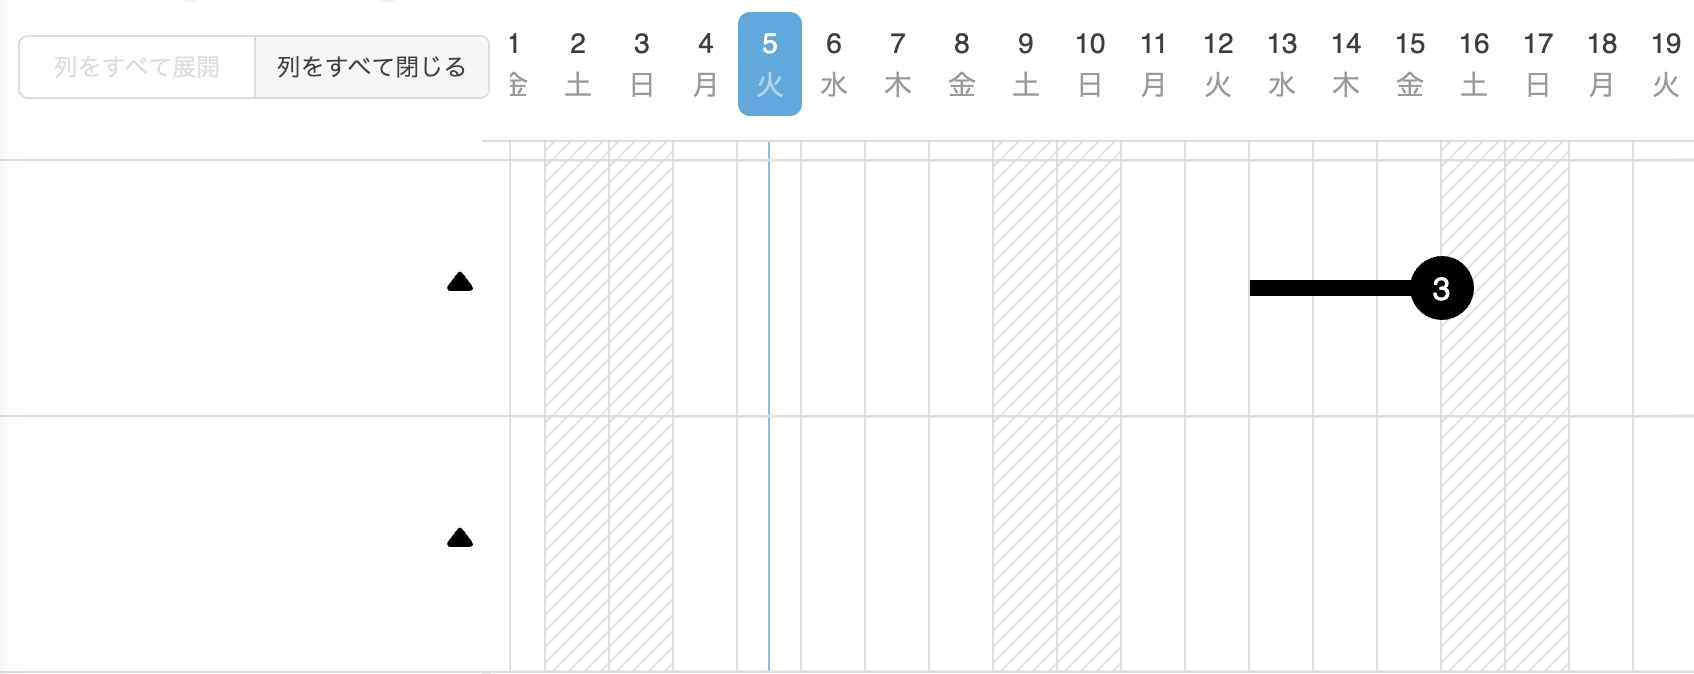 列をすべて展開 列をすべて閉じる
1 2 3 4 5 6 7 8 9 10 11 12 13 14 15 16 17 18 19
金 土 日 月 火 水 木 金 土 日 月 火 水 木 金 土 日 月 火
3